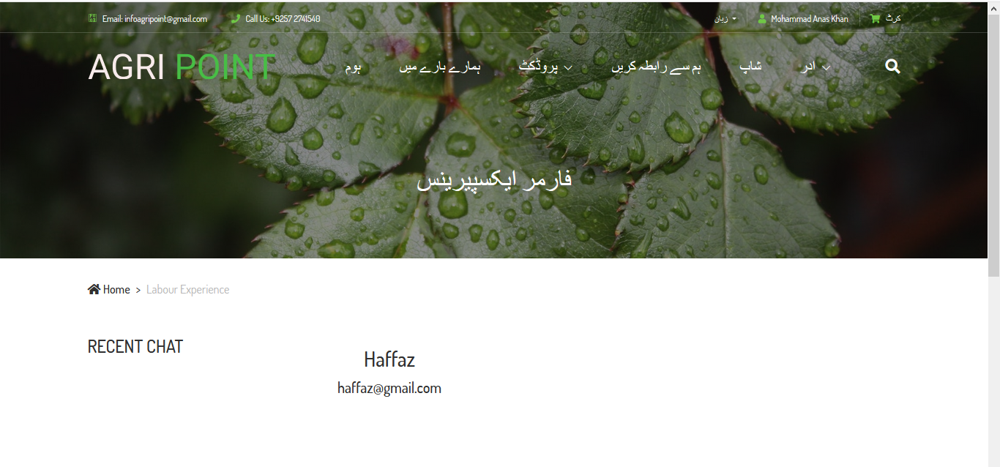 Email: infoagripoint@gmail.com Call Us: +9257 2741540 زبان Mohammad Anas Khan کرٹ
AGRI POINT ہوم ہمارے بارے میں پروڈکٹ ہم سے رابطہ کریں شاپ ادر
فارمر ایکسپیرینس
Home > Labour Experience
RECENT CHAT
Haffaz
haffaz@gmail.com